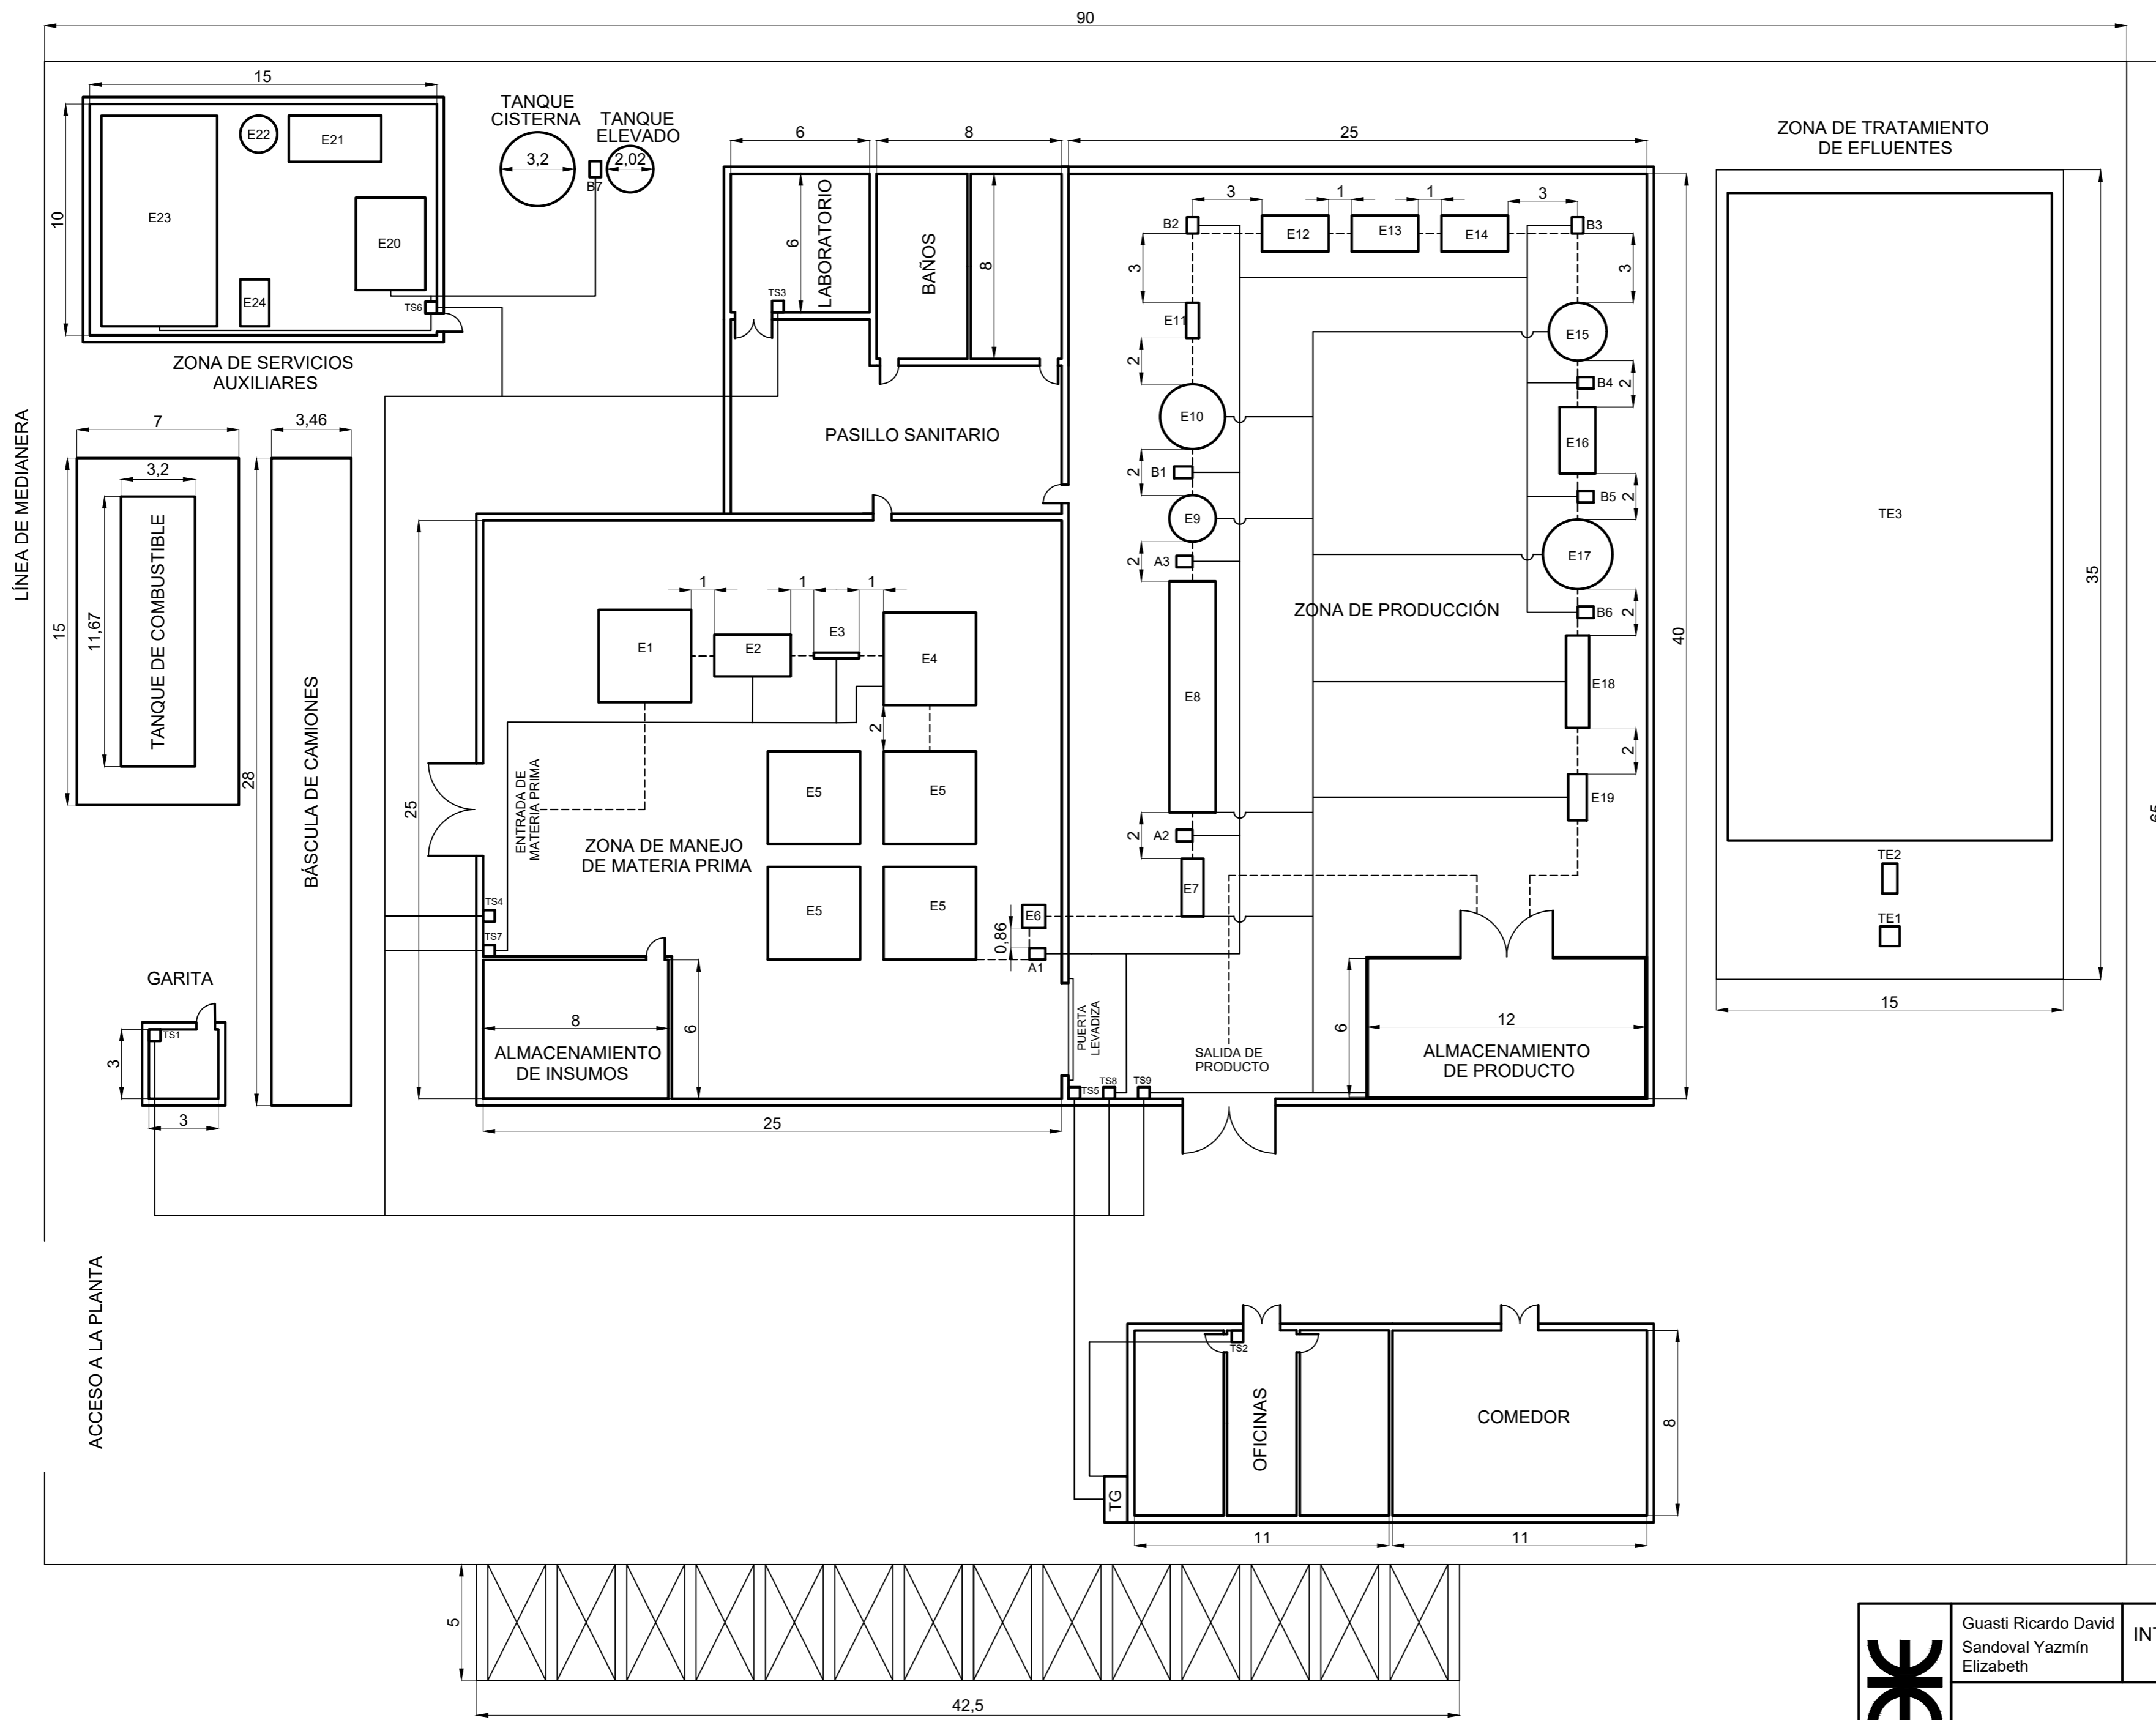 90
15
TANQUE
CISTERNA
TANQUE
ELEVADO
3,2
2,02
B7
E22
E21
E23
E20
E24
TS6
10
ZONA DE SERVICIOS
AUXILIARES
6
8
25
LABORATORIO
6
TS3
BAÑOS
8
PASILLO SANITARIO
ZONA DE TRATAMIENTO
DE EFLUENTES
TE3
TE2
TE1
35
15
B2
3
E12
1
E13
1
E14
3
B3
3
3
E11
2
E10
2
B1
E9
2
A3
E8
2
A2
E7
E15
B4
2
E16
B5
2
E17
B6
2
E18
2
E19
ZONA DE PRODUCCIÓN
40
LÍNEA DE MEDIANERA
7
3,46
3,2
15
11,67
TANQUE DE COMBUSTIBLE
28
BÁSCULA DE CAMIONES
25
ENTRADA DE
MATERIA PRIMA
1
1
1
E1
E2
E3
E4
2
E5
E5
E5
E5
ZONA DE MANEJO
DE MATERIA PRIMA
E6
0,86
A1
TS4
TS7
GARITA
TS1
3
3
8
6
ALMACENAMIENTO
DE INSUMOS
25
PUERTA
LEVADIZA
TS5
TS8
TS9
SALIDA DE
PRODUCTO
6
12
ALMACENAMIENTO
DE PRODUCTO
ACCESO A LA PLANTA
TS2
OFICINAS
COMEDOR
8
TG
11
11
5
42,5
Guasti Ricardo David
Sandoval Yazmín
Elizabeth